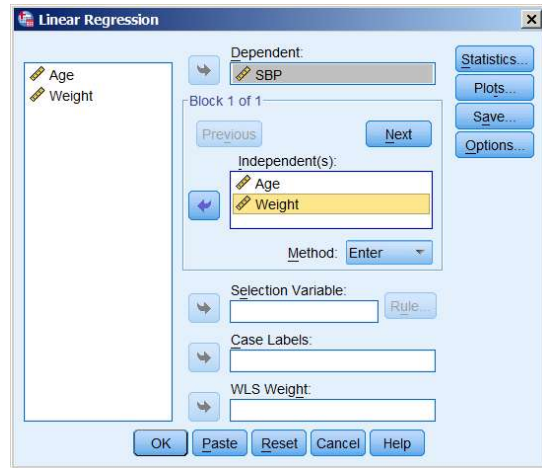 Linear Regression
Age
Weight
Dependent:
SBP
Block 1 of 1
Previous
Next
Independent(s):
Age
Weight
Method: Enter
Selection Variable:
Rule...
Case Labels:
WLS Weight:
Statistics...
Plots...
Save...
Options...
OK Paste Reset Cancel Help